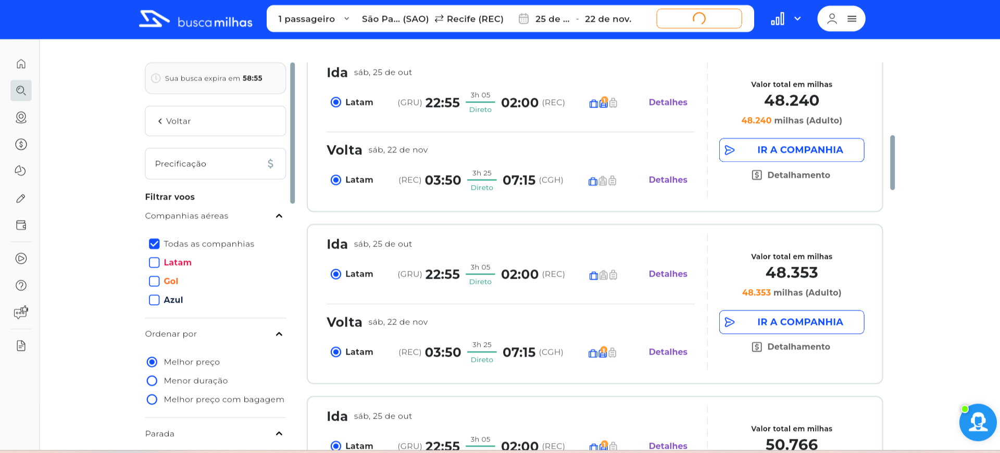 buscamilhas
1 passageiro
São Pa... (SAO) Recife (REC)
25 de ... - 22 de nov.
Sua busca expira em 58:55
Voltar
Precificação $
Filtrar voos
Companhias aéreas
Todas as companhias
Latam
Gol
Azul
Ordenar por
Melhor preço
Menor duração
Melhor preço com bagagem
Parada
Ida sáb, 25 de out
Latam (GRU) 22:55 3h 05 Direto 02:00 (REC) 1 Detalhes
Volta sáb, 22 de nov
Latam (REC) 03:50 3h 25 Direto 07:15 (CGH) Detalhes
Valor total em milhas
48.240
48.240 milhas (Adulto)
IR A COMPANHIA
Detalhamento
Ida sáb, 25 de out
Latam (GRU) 22:55 3h 05 Direto 02:00 (REC) Detalhes
Volta sáb, 22 de nov
Latam (REC) 03:50 3h 25 Direto 07:15 (CGH) 1 Detalhes
Valor total em milhas
48.353
48.353 milhas (Adulto)
IR A COMPANHIA
Detalhamento
Ida sáb, 25 de out
Latam (GRU) 22:55 3h 05 02:00 (REC) 1 Detalhes
Valor total em milhas
50.766